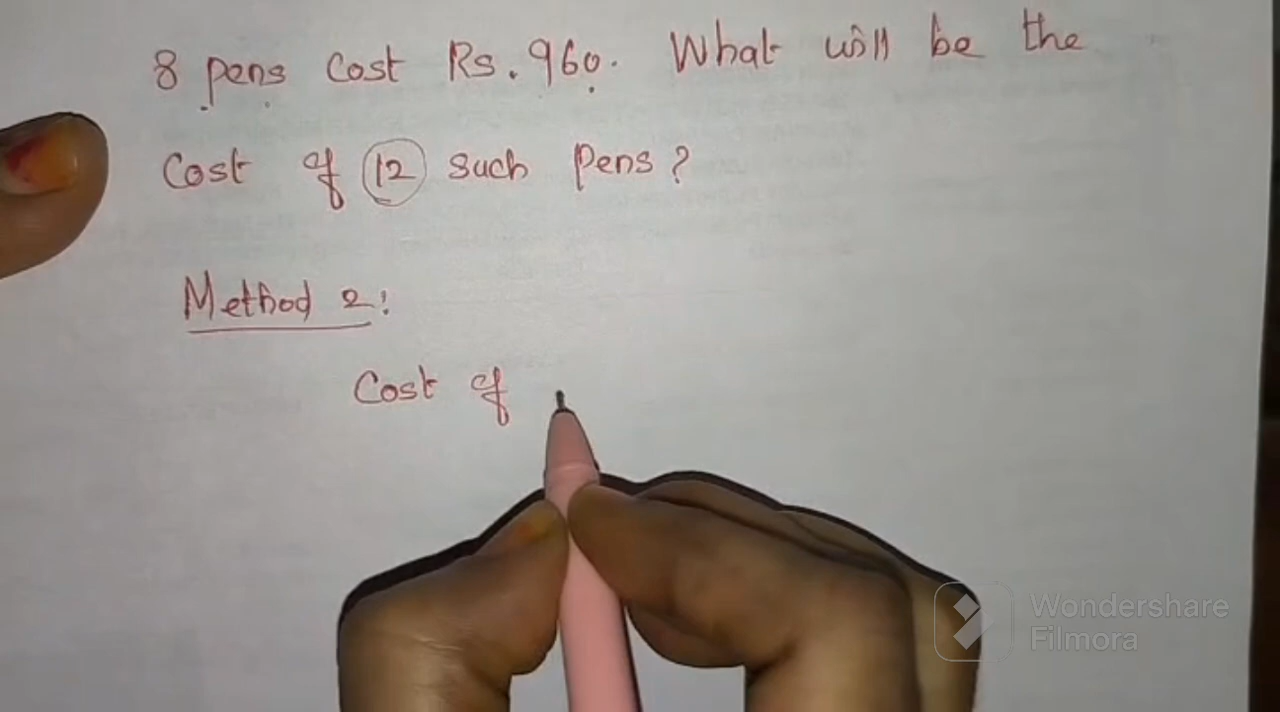 8 pens cost Rs. 960. What will be the
Cost of 12 such pens?
Method 2:
Cost of
Wondershare
Filmora